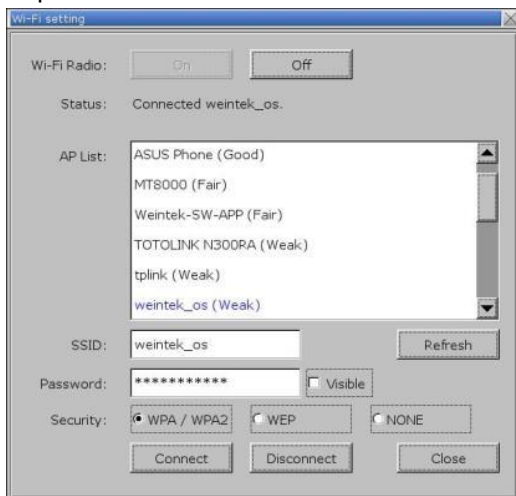 Wi-Fi setting
Wi-Fi Radio: On Off
Status: Connected weintek_os.
AP List: ASUS Phone (Good)
MT8000 (Fair)
Weintek-SW-APP (Fair)
TOTOLINK N300RA (Weak)
tplink (Weak)
weintek_os (Weak)
SSID: weintek_os Refresh
Password: *********** Visible
Security: WPA / WPA2 WEP NONE
Connect Disconnect Close